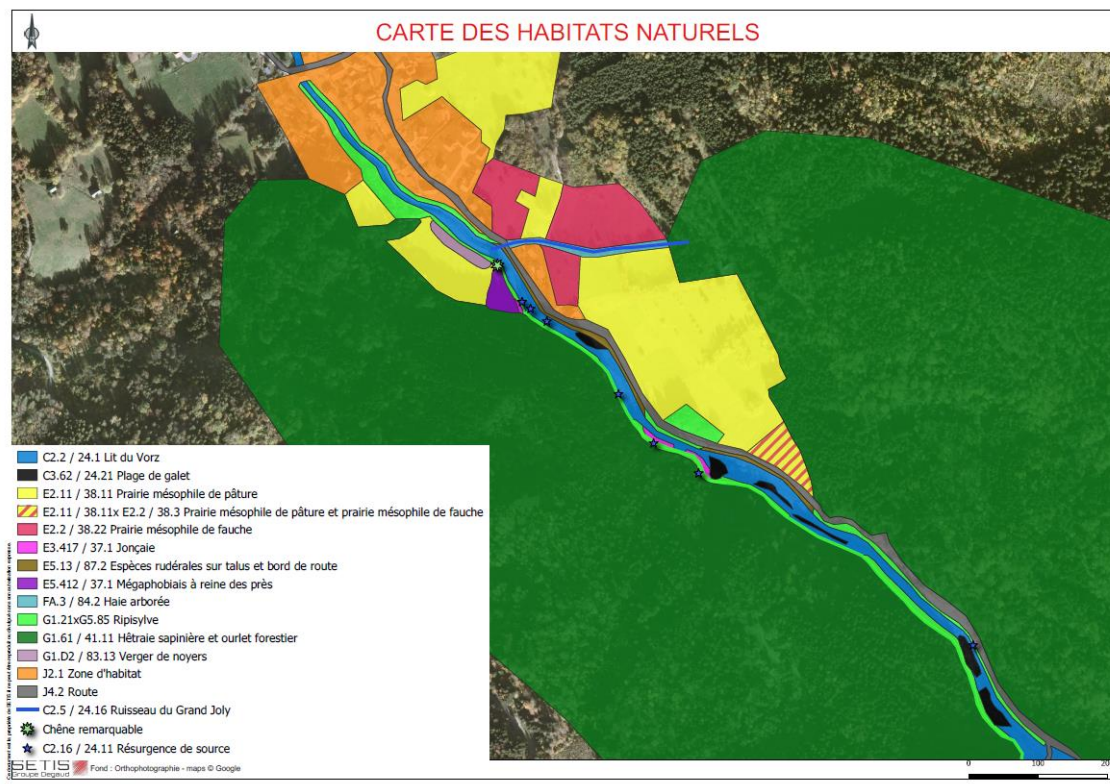 CARTE DES HABITATS NATURELS
C2.2 / 24.1 Lit du Vorz
C3.62 / 24.21 Plage de galet
E2.11 / 38.11 Prairie mésophile de pâture
E2.11 / 38.11x E2.2 / 38.3 Prairie mésophile de pâture et prairie mésophile de fauche
E2.2 / 38.22 Prairie mésophile de fauche
E3.417 / 37.1 Jonçaie
E5.13 / 87.2 Espèces rudérales sur talus et bord de route
E5.412 / 37.1 Mégaphobiais à reine des près
FA.3 / 84.2 Haie arborée
G1.21xG5.85 Ripisylve
G1.61 / 41.11 Hêtraie sapinière et ourlet forestier
G1.D2 / 83.13 Verger de noyers
J2.1 Zone d'habitat
J4.2 Route
C2.5 / 24.16 Ruisseau du Grand Joly
Chêne remarquable
C2.16 / 24.11 Résurgence de source
SETIS
Groupe Degaud
Fond : Orthophotographie - maps © Google
0 100